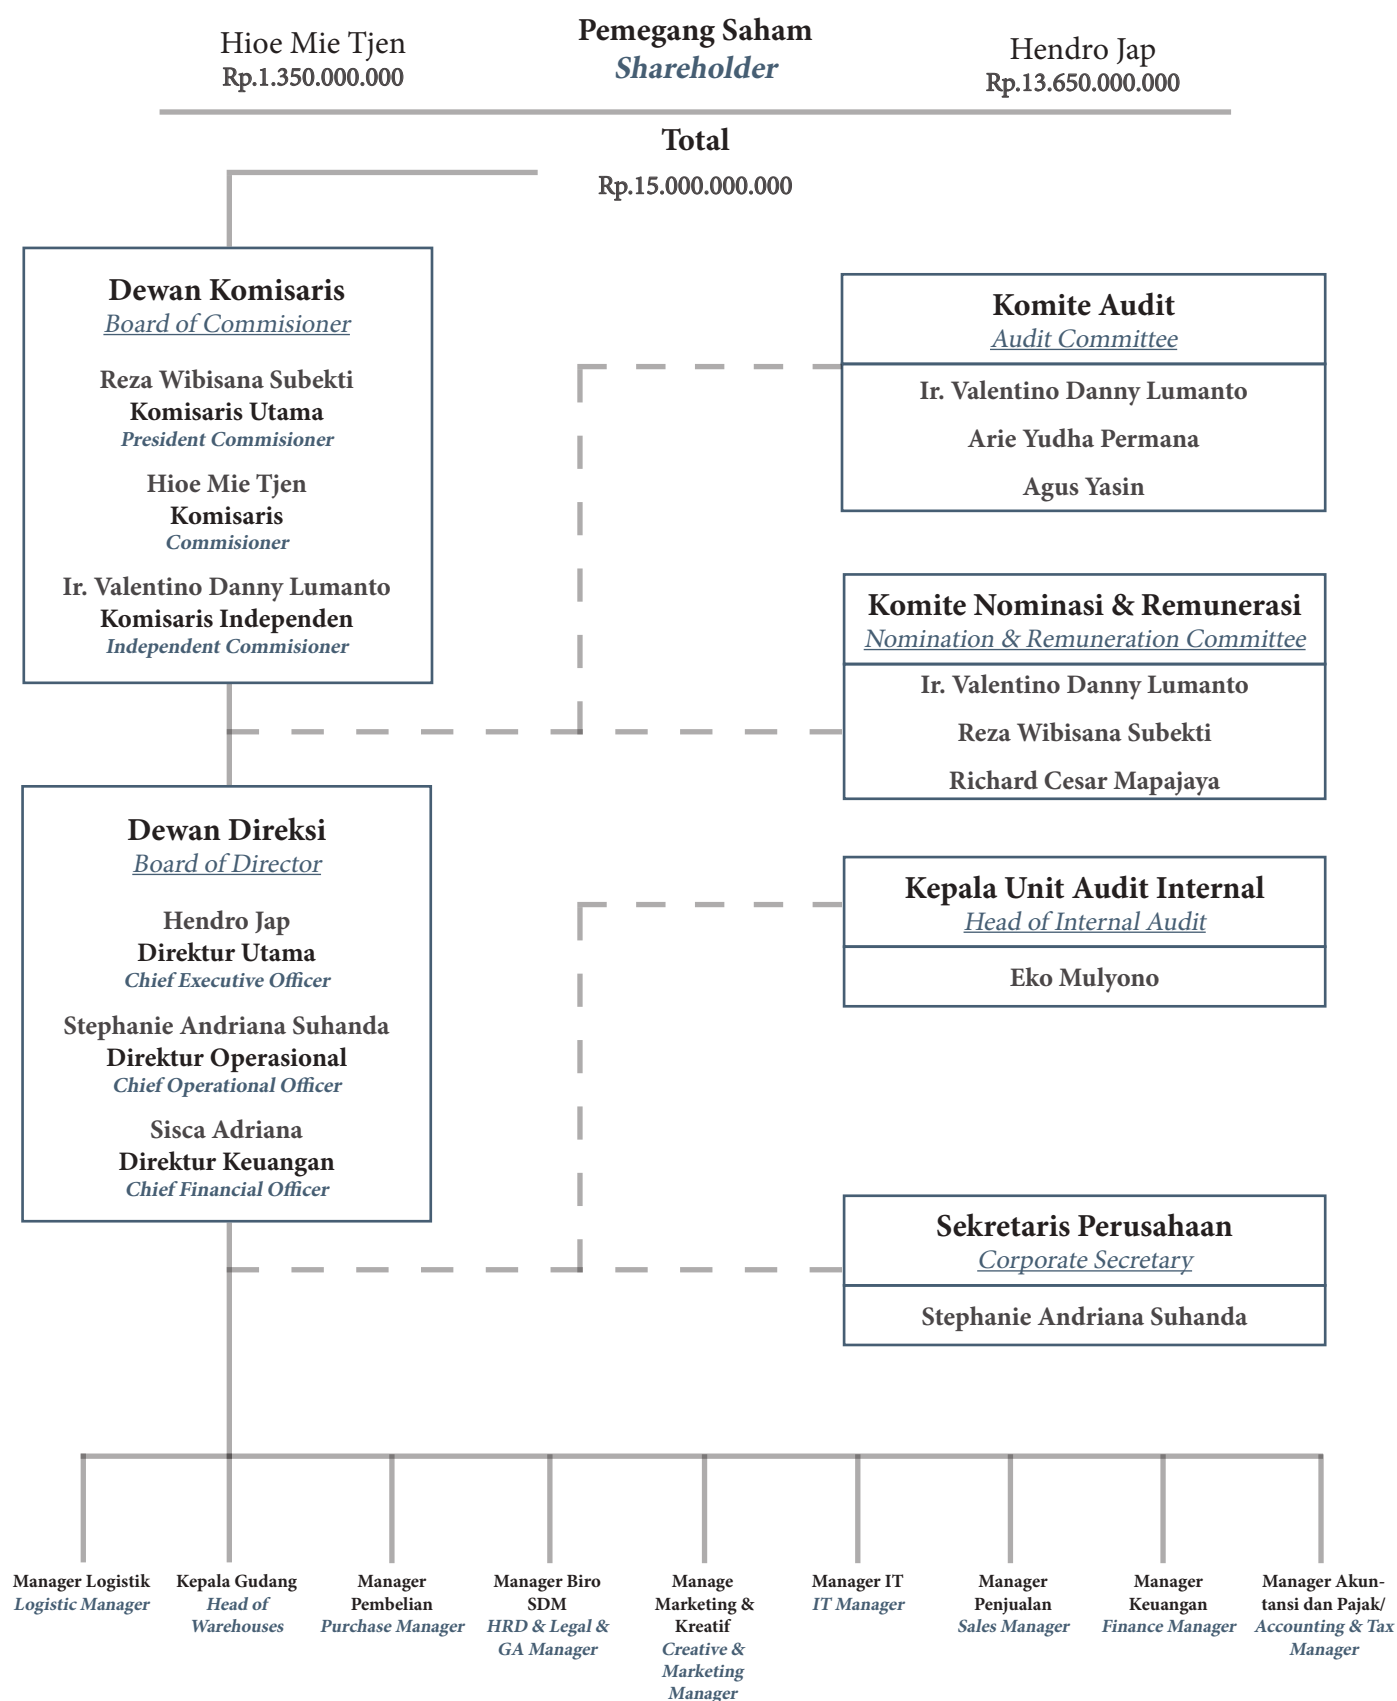 Hioe Mie Tjen
Rp.1.350.000.000
Pemegang Saham
Shareholder
Hendro Jap
Rp.13.650.000.000
Total
Rp.15.000.000.000
Dewan Komisaris
Board of Commisioner
Reza Wibisana Subekti
Komisaris Utama
President Commisioner
Hioe Mie Tjen
Komisaris
Commisioner
Ir. Valentino Danny Lumanto
Komisaris Independen
Independent Commisioner
Komite Audit
Audit Committee
Ir. Valentino Danny Lumanto
Arie Yudha Permana
Agus Yasin
Komite Nominasi & Remunerasi
Nomination & Remuneration Committee
Ir. Valentino Danny Lumanto
Reza Wibisana Subekti
Richard Cesar Mapajaya
Dewan Direksi
Board of Director
Hendro Jap
Direktur Utama
Chief Executive Officer
Stephanie Andriana Suhanda
Direktur Operasional
Chief Operational Officer
Sisca Adriana
Direktur Keuangan
Chief Financial Officer
Kepala Unit Audit Internal
Head of Internal Audit
Eko Mulyono
Sekretaris Perusahaan
Corporate Secretary
Stephanie Andriana Suhanda
Manager Logistik
Logistic Manager
Kepala Gudang
Head of
Warehouses
Manager
Pembelian
Purchase Manager
Manager Biro
SDM
HRD & Legal &
GA Manager
Manage
Marketing &
Kreatif
Creative &
Marketing
Manager
Manager IT
IT Manager
Manager
Penjualan
Sales Manager
Manager
Keuangan
Finance Manager
Manager Akun-
tansi dan Pajak/
Accounting & Tax
Manager